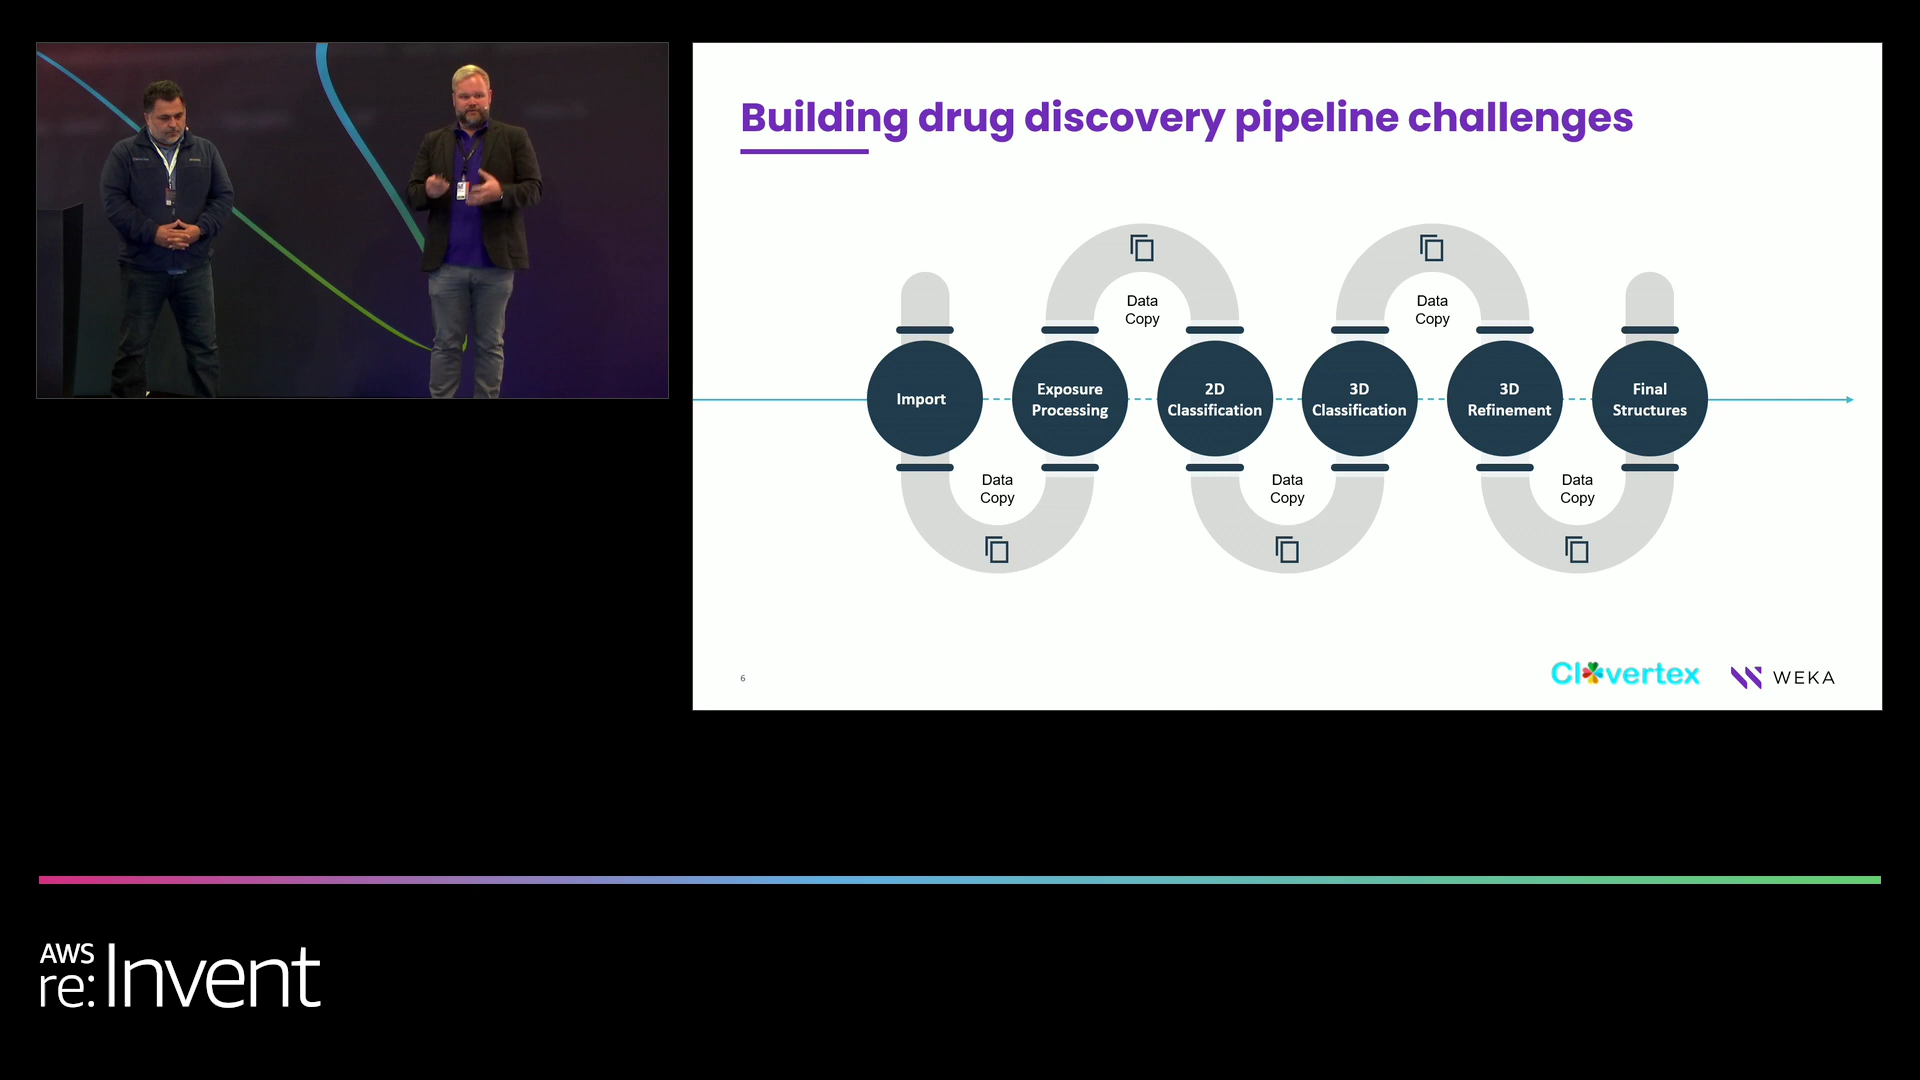 Building drug discovery pipeline challenges
Data
Copy
Data
Copy
Import
Exposure
Processing
2D
Classification
3D
Classification
3D
Refinement
Final
Structures
Data
Copy
Data
Copy
Data
Copy
6
Clovertex
WEKA
AWS
re:Invent